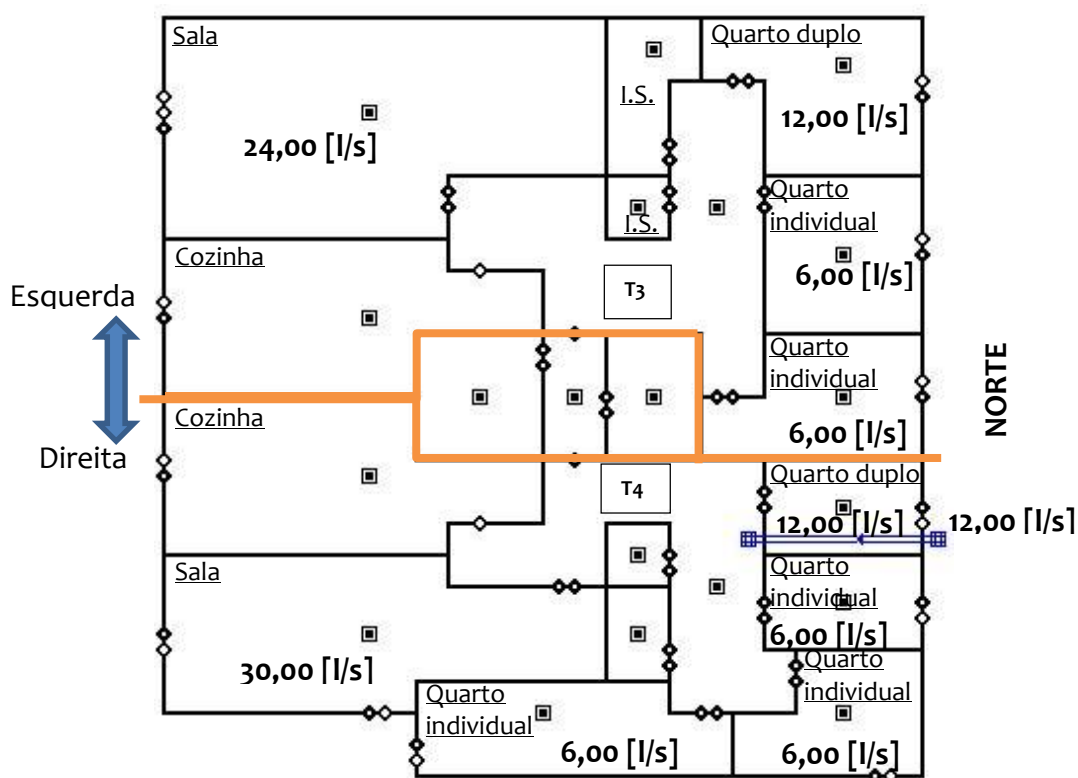 Sala
Quarto duplo
I.S.
24,00 [l/s]
12,00 [l/s]
Quarto
individual
I.S.
Cozinha
6,00 [l/s]
T3
Esquerda
Quarto
individual
NORTE
Cozinha
6,00 [l/s]
Direita
Quarto duplo
T4
12,00 [l/s]
12,00 [l/s]
Sala
Quarto
individual
6,00 [l/s]
30,00 [l/s]
Quarto
individual
Quarto
individual
6,00 [l/s]
6,00 [l/s]